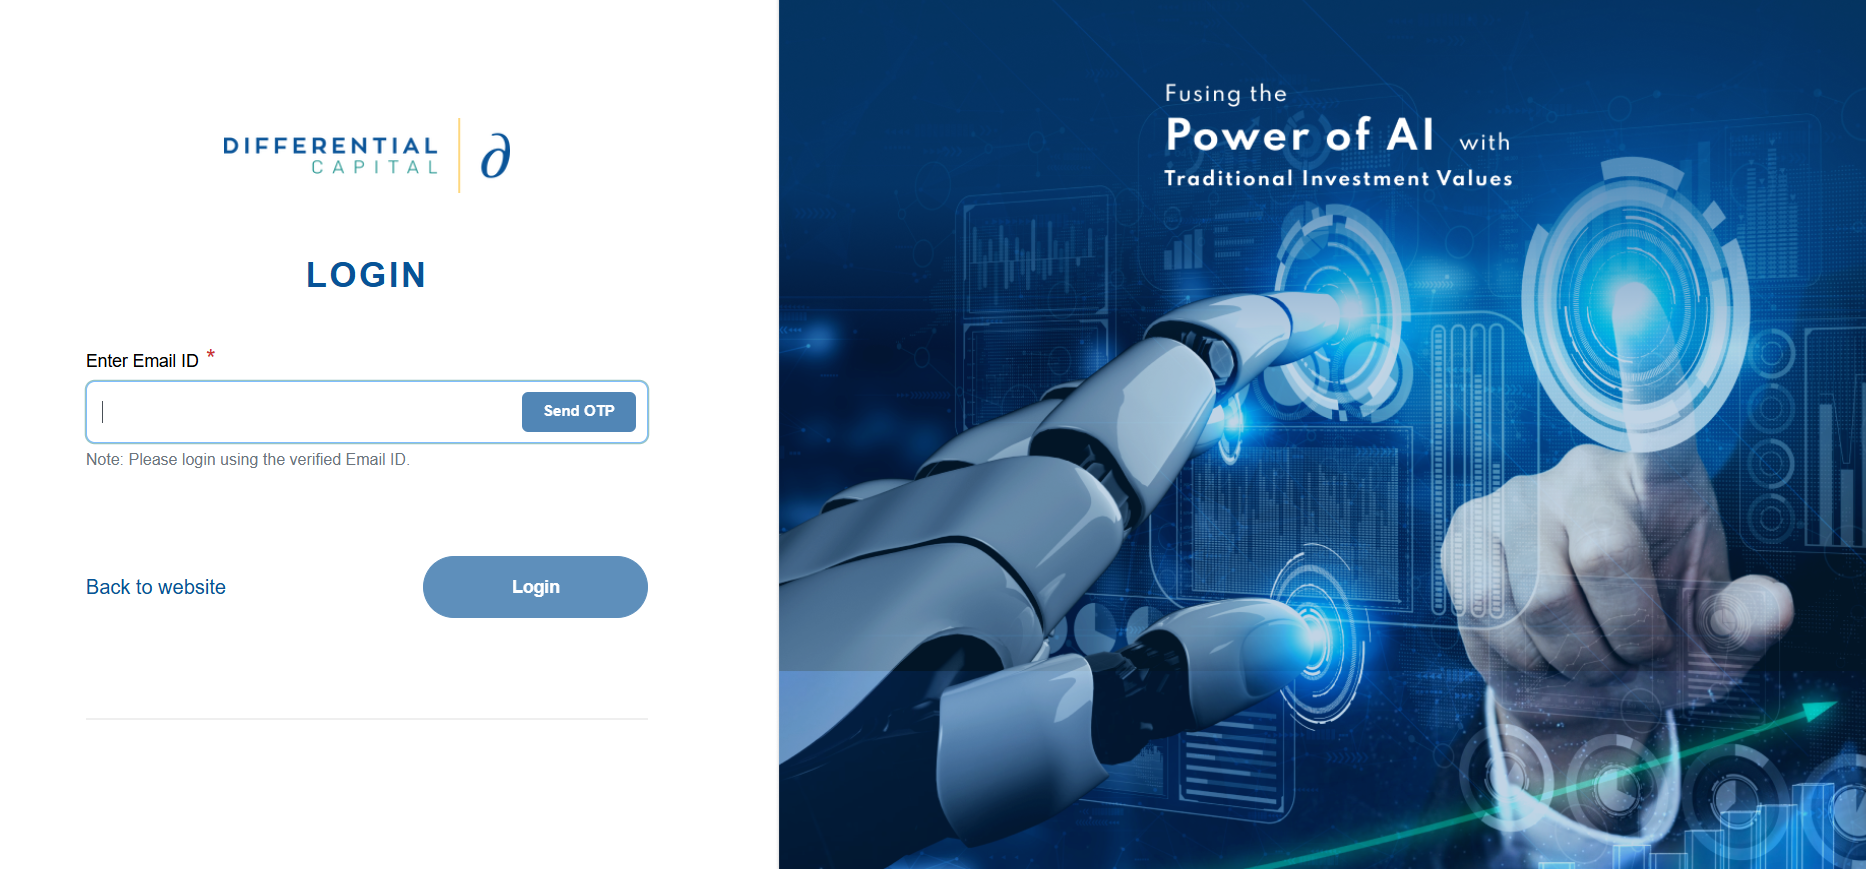 DIFFERENTIAL
CAPITAL
∂
LOGIN
Enter Email ID *
Send OTP
Note: Please login using the verified Email ID.
Back to website
Login
Fusing the
Power of AI with
Traditional Investment Values